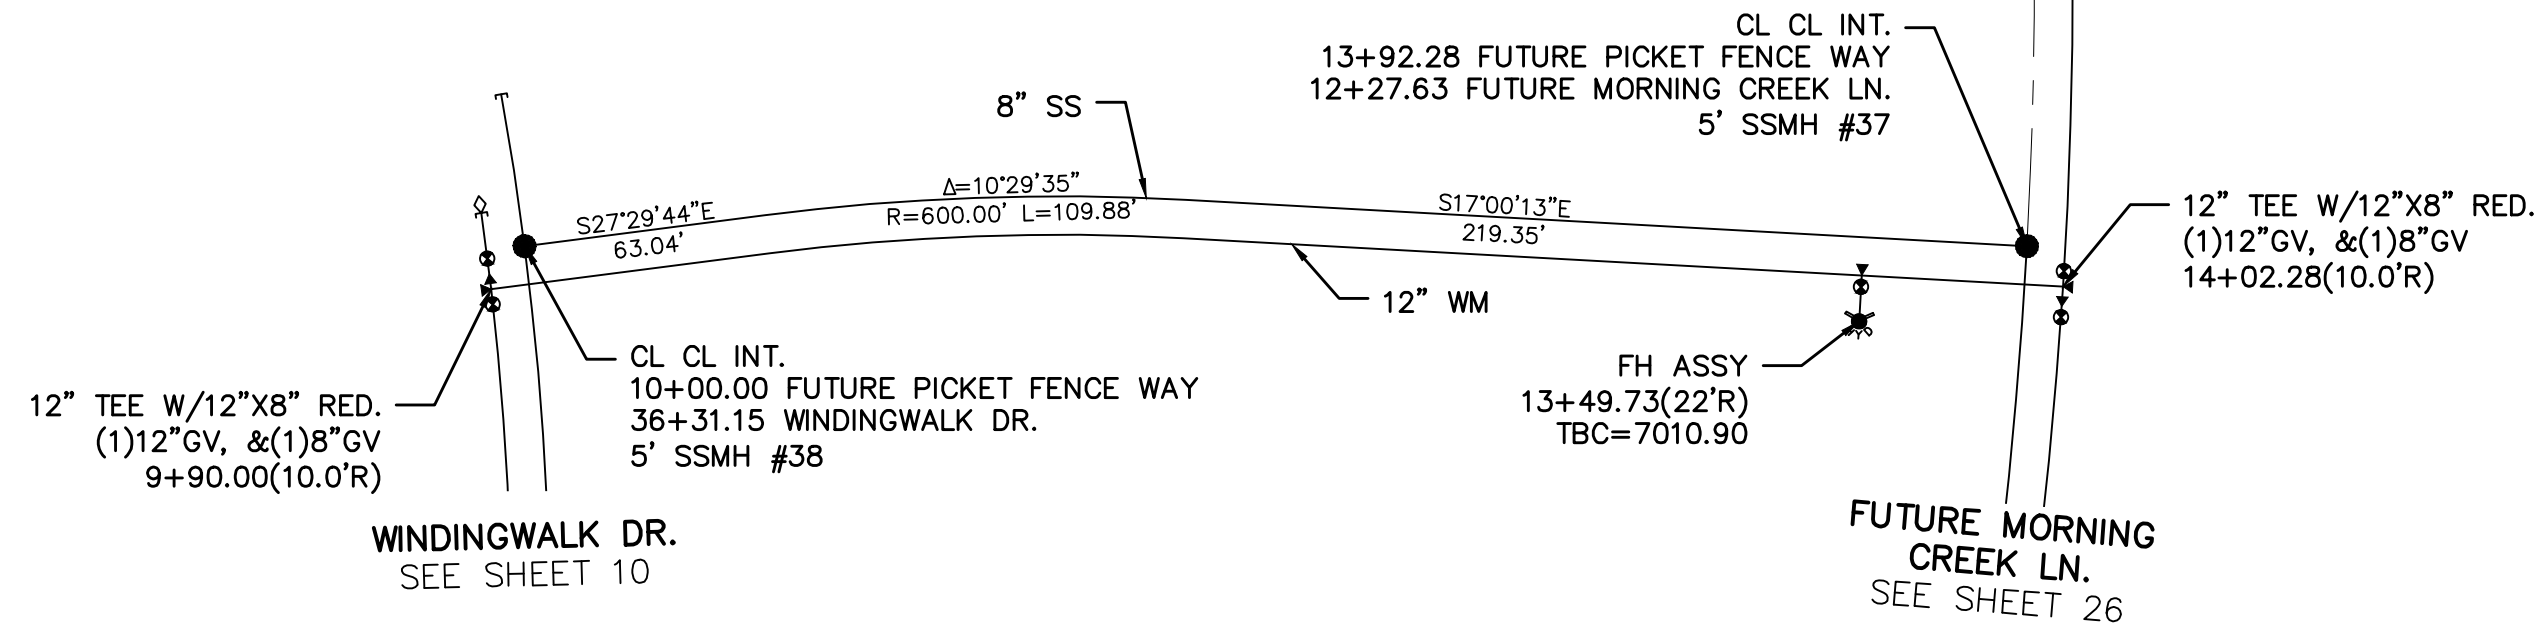 CL CL INT.
13+92.28 FUTURE PICKET FENCE WAY
12+27.63 FUTURE MORNING CREEK LN.
5' SSMH #37
8" SS
Δ=10°29'35"
R=600.00' L=109.88'
S27°29'44"E
63.04'
S17°00'13"E
219.35'
12" TEE W/12"X8" RED.
(1)12"GV, &(1)8"GV
14+02.28(10.0'R)
12" WM
CL CL INT.
10+00.00 FUTURE PICKET FENCE WAY
36+31.15 WINDINGWALK DR.
5' SSMH #38
FH ASSY
13+49.73(22'R)
TBC=7010.90
12" TEE W/12"X8" RED.
(1)12"GV, &(1)8"GV
9+90.00(10.0'R)
WINDINGWALK DR.
SEE SHEET 10
FUTURE MORNING
CREEK LN.
SEE SHEET 26